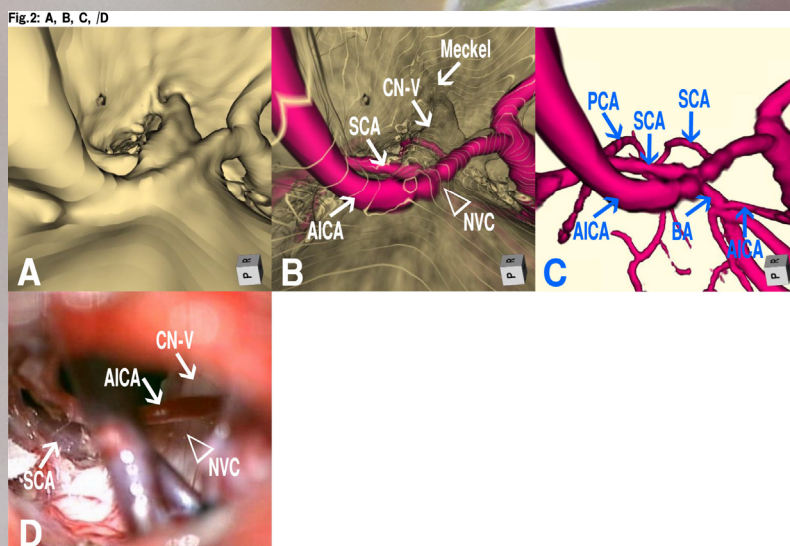 Fig.2: A, B, C, /D
A
P R
Meckel
CN-V
SCA
AICA
NVC
B
P R
PCA
SCA
SCA
AICA
BA
AICA
C
P R
CN-V
AICA
NVC
SCA
D